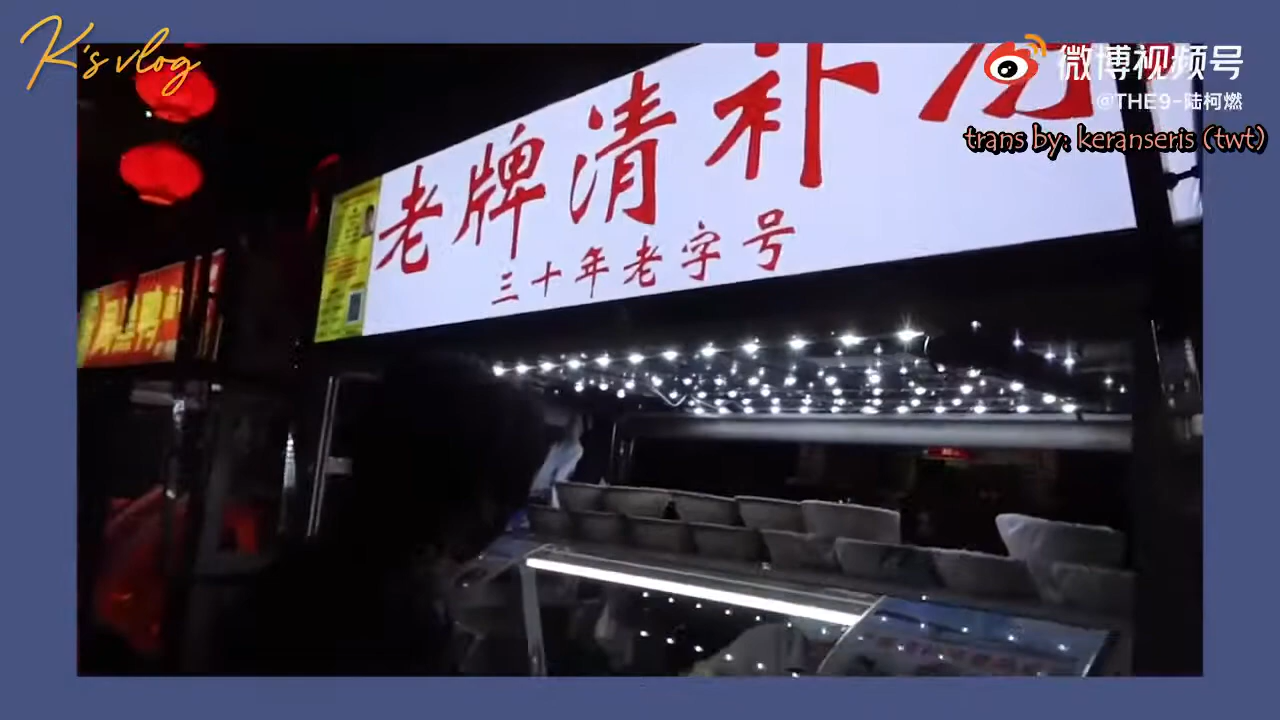 K's vlog
微博视频号
@THE9-陆柯燃
trans by: keranseris (twt)
老牌清补
三十年老字号